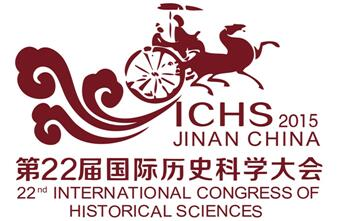 ICHS 2015
JINAN CHINA
第22届国际历史科学大会
22nd INTERNATIONAL CONGRESS OF
HISTORICAL SCIENCES